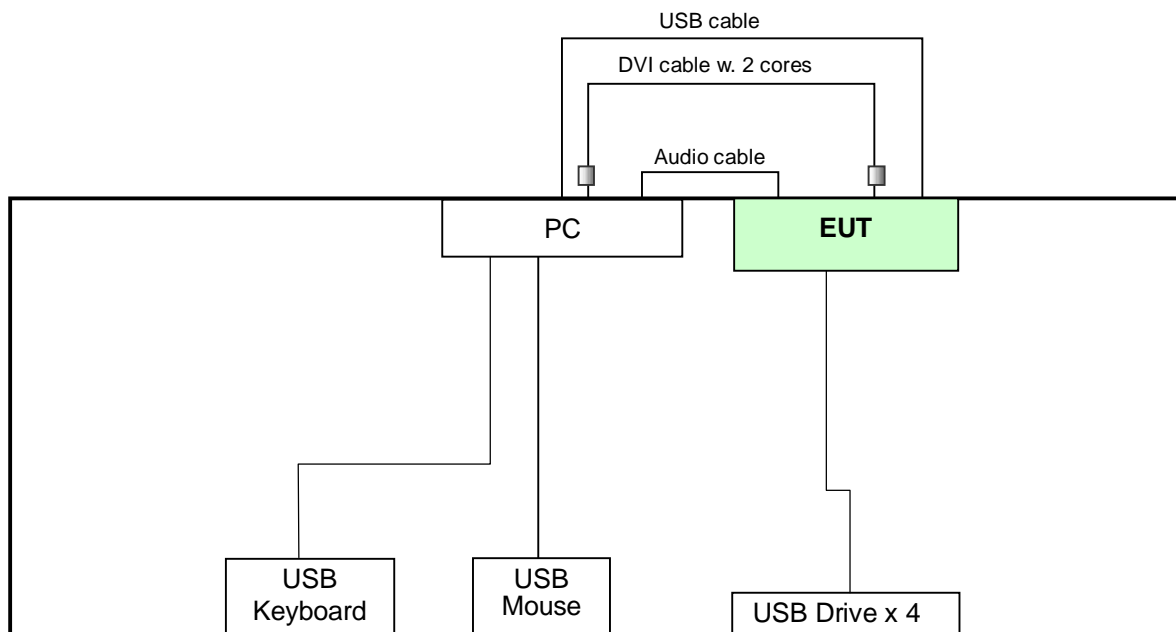 USB cable
DVI cable w. 2 cores
Audio cable
PC
EUT
USB
Keyboard
USB
Mouse
USB Drive x 4